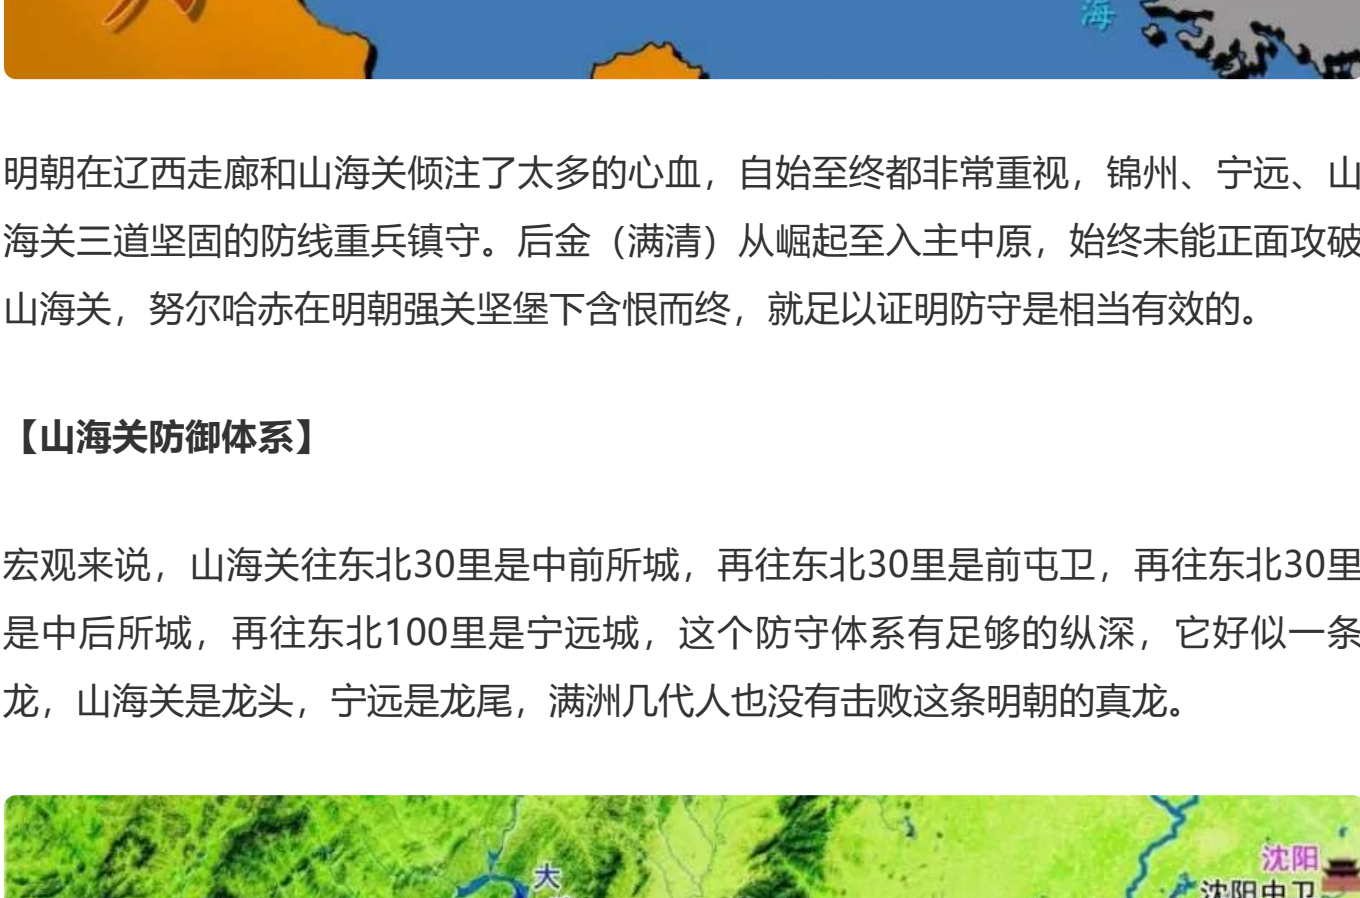 海
明朝在辽西走廊和山海关倾注了太多的心血，自始至终都非常重视，锦州、宁远、山
海关三道坚固的防线重兵镇守。后金（满清）从崛起至入主中原，始终未能正面攻破
山海关，努尔哈赤在明朝强关坚堡下含恨而终，就足以证明防守是相当有效的。
【山海关防御体系】
宏观来说，山海关往东北30里是中前所城，再往东北30里是前屯卫，再往东北30里
是中后所城，再往东北100里是宁远城，这个防守体系有足够的纵深，它好似一条
龙，山海关是龙头，宁远是龙尾，满洲几代人也没有击败这条明朝的真龙。
大
沈阳
沈阳中卫